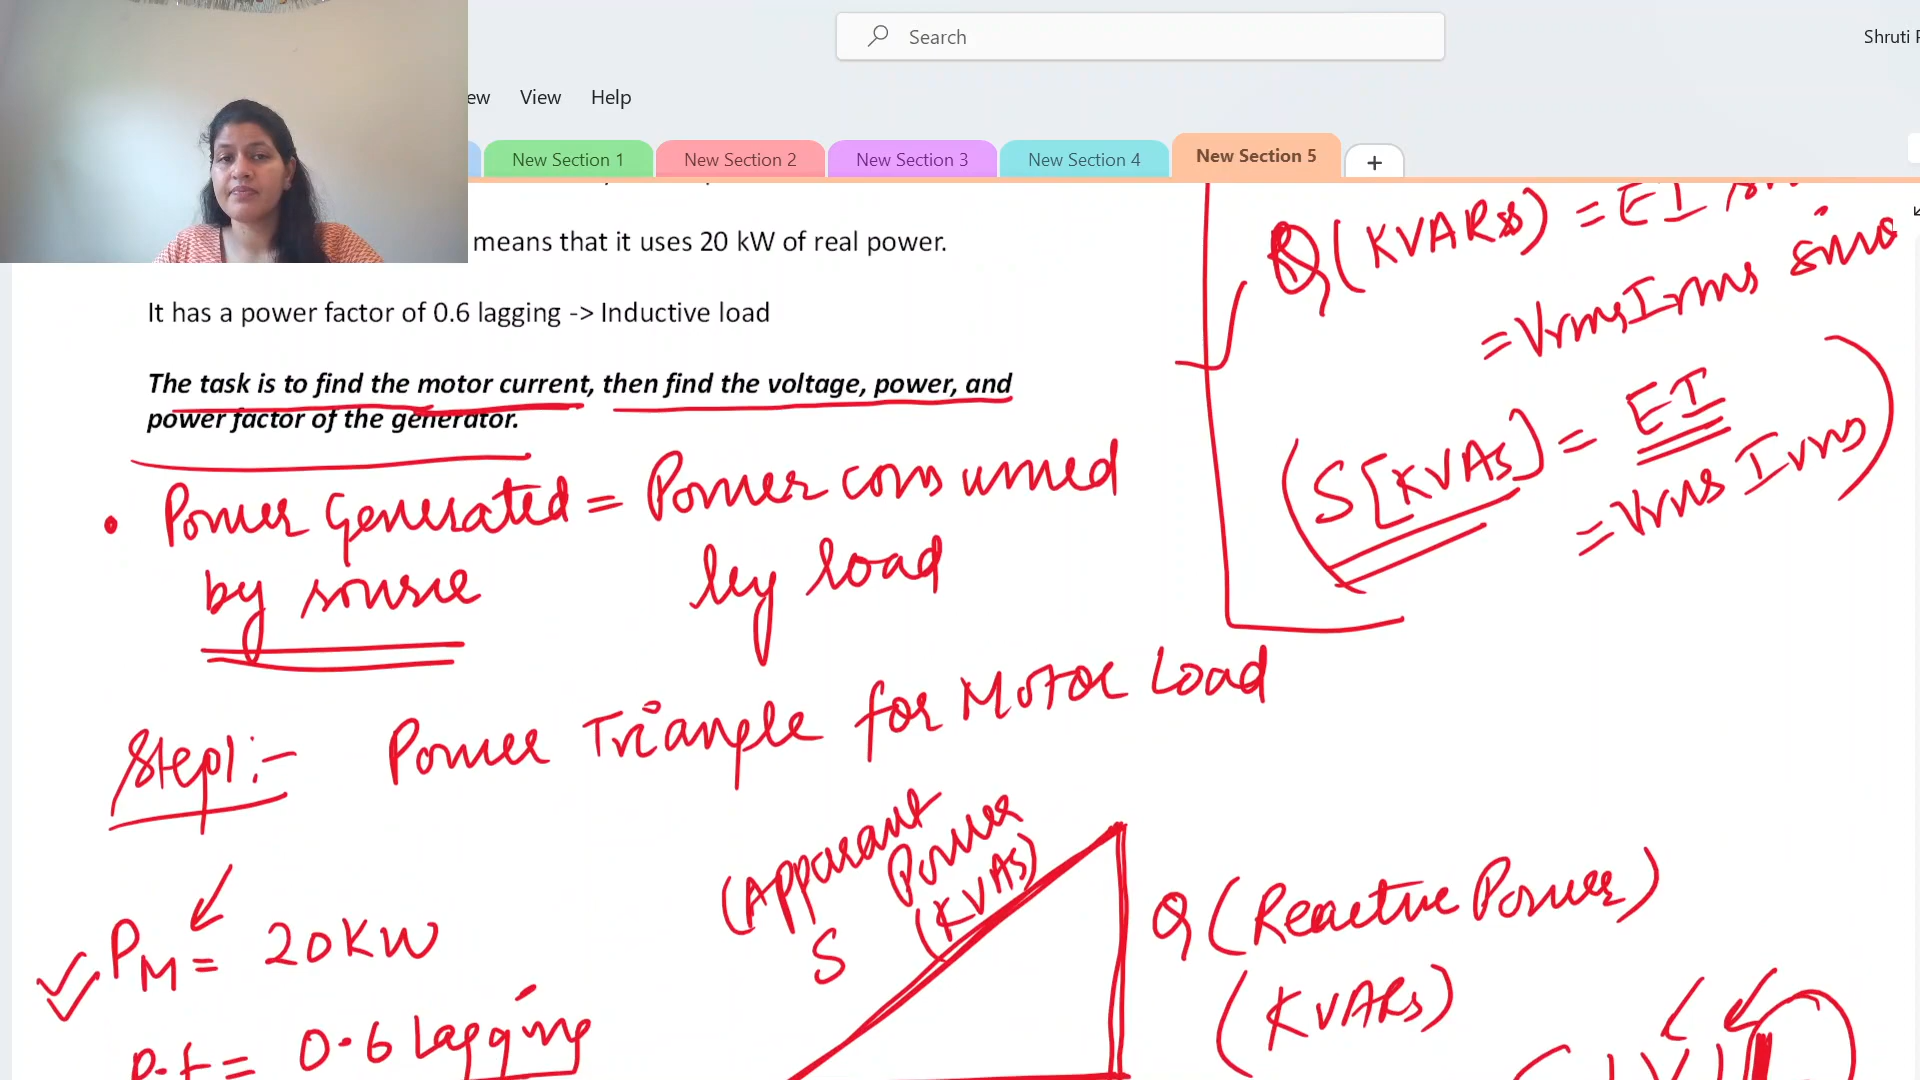 Search
Shruti
ew View Help
New Section 1 New Section 2 New Section 3 New Section 4 New Section 5 +
means that it uses 20 kW of real power.
It has a power factor of 0.6 lagging -> Inductive load
The task is to find the motor current, then find the voltage, power, and
power factor of the generator.
• Power Generated = Power consumed
by source by load
Q(KVARs) = EI
= Vrms Irms sinθ
(S[KVAs] = EI
= Vrms Irms)
Step1:- Power Triangle for Motor Load
PM = 20KW
P.f = 0.6 lagging
(Apparant
Power
(KVAs)
S
Q (Reactive Power)
(KVARs)